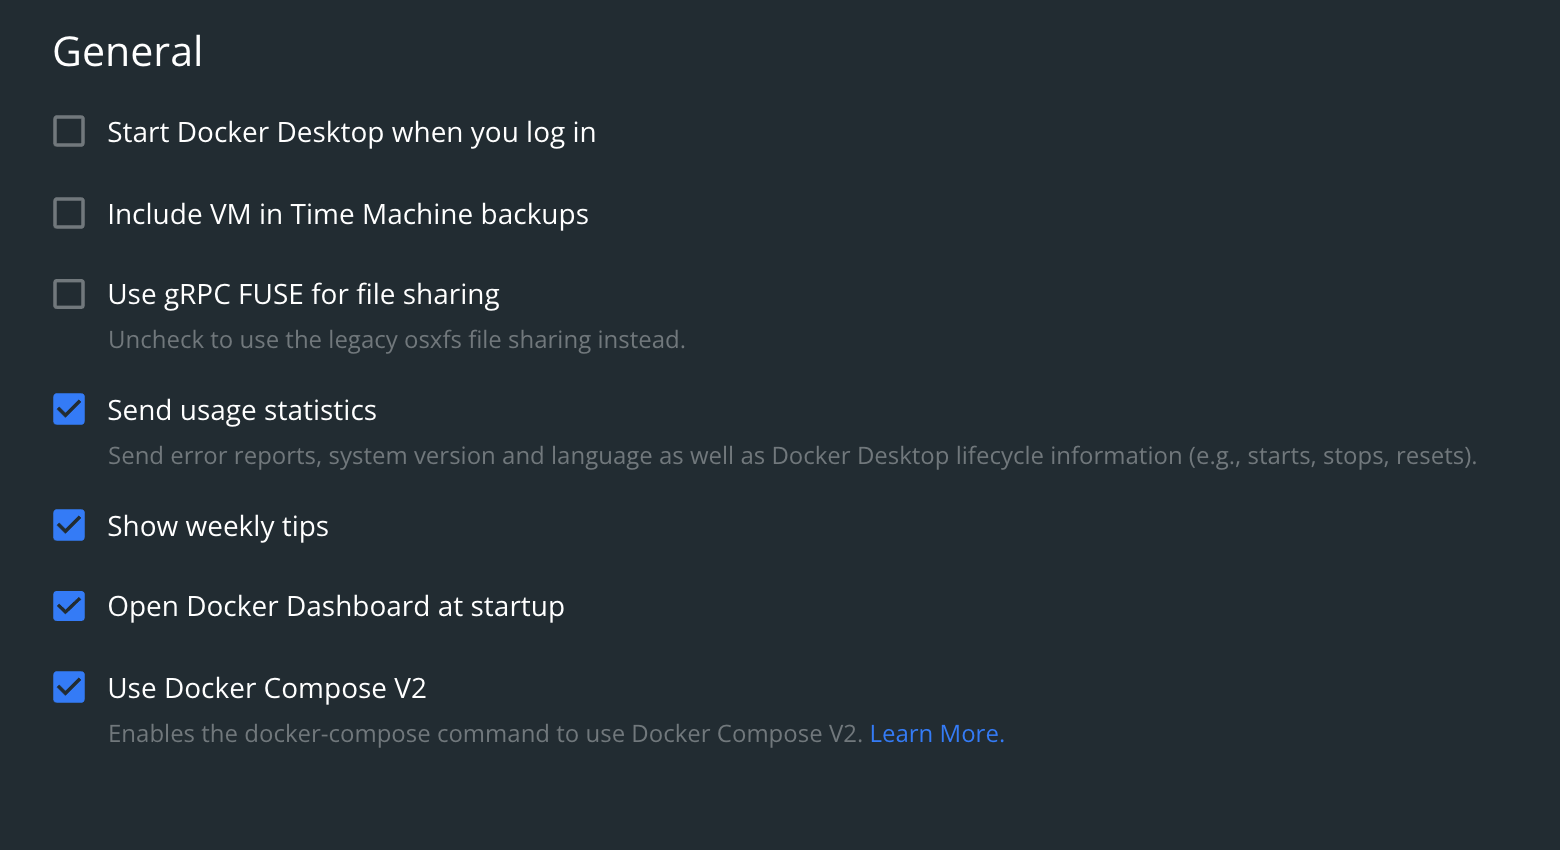 General
Start Docker Desktop when you log in
Include VM in Time Machine backups
Use gRPC FUSE for file sharing
Uncheck to use the legacy osxfs file sharing instead.
Send usage statistics
Send error reports, system version and language as well as Docker Desktop lifecycle information (e.g., starts, stops, resets).
Show weekly tips
Open Docker Dashboard at startup
Use Docker Compose V2
Enables the docker-compose command to use Docker Compose V2. Learn More.